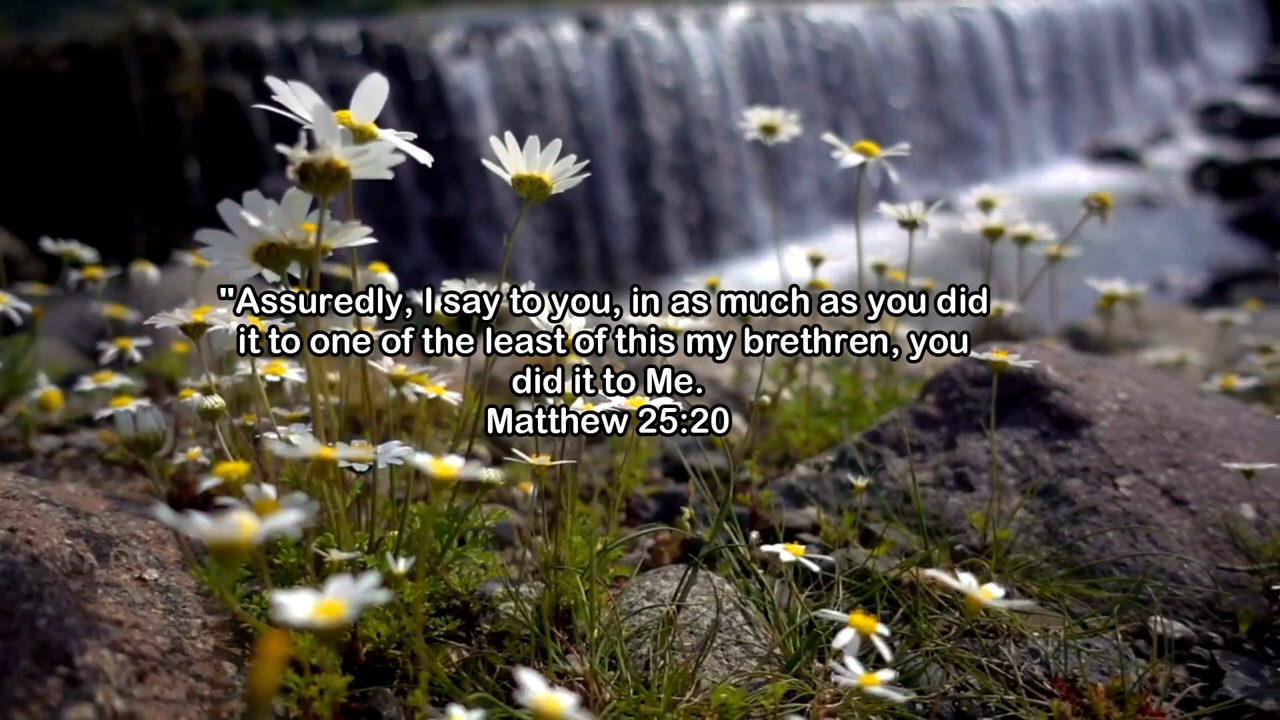 "Assuredly, I say to you, in as much as you did
it to one of the least of this my brethren, you
did it to Me.
Matthew 25:20